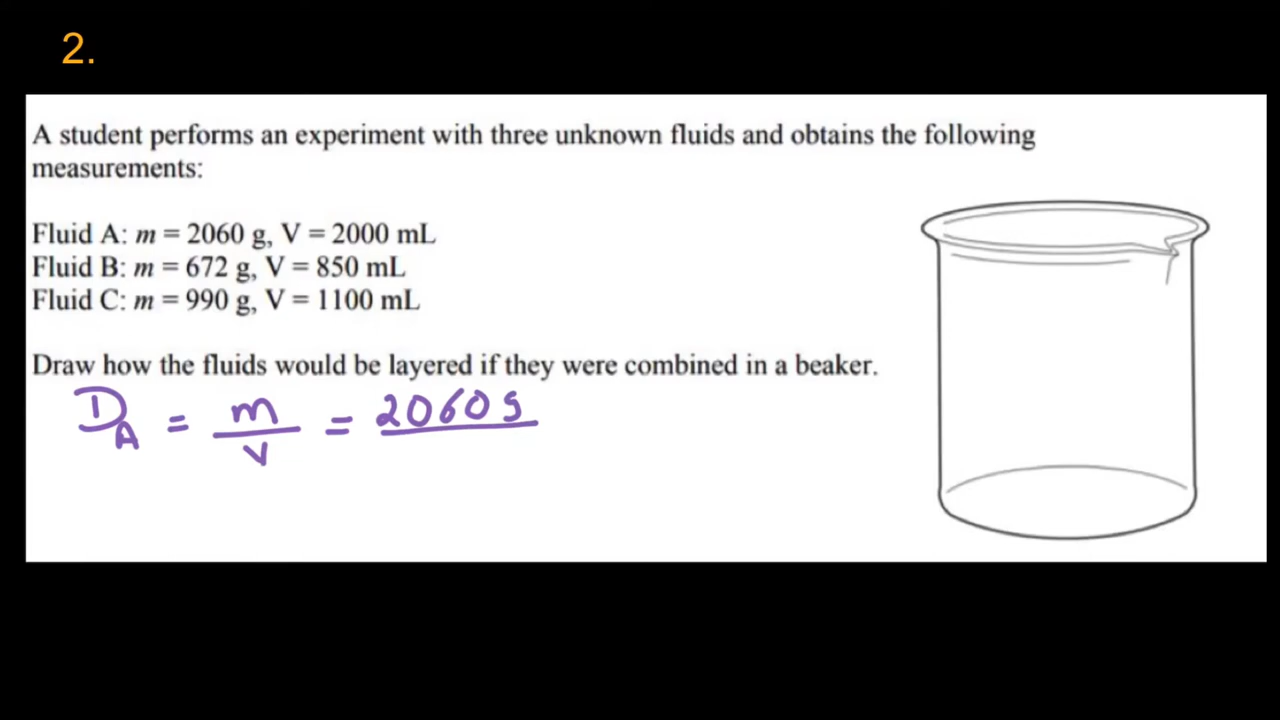 2.
A student performs an experiment with three unknown fluids and obtains the following
measurements:
Fluid A: m = 2060 g, V = 2000 mL
Fluid B: m = 672 g, V = 850 mL
Fluid C: m = 990 g, V = 1100 mL
Draw how the fluids would be layered if they were combined in a beaker.
D_A = m/V = 2060 g